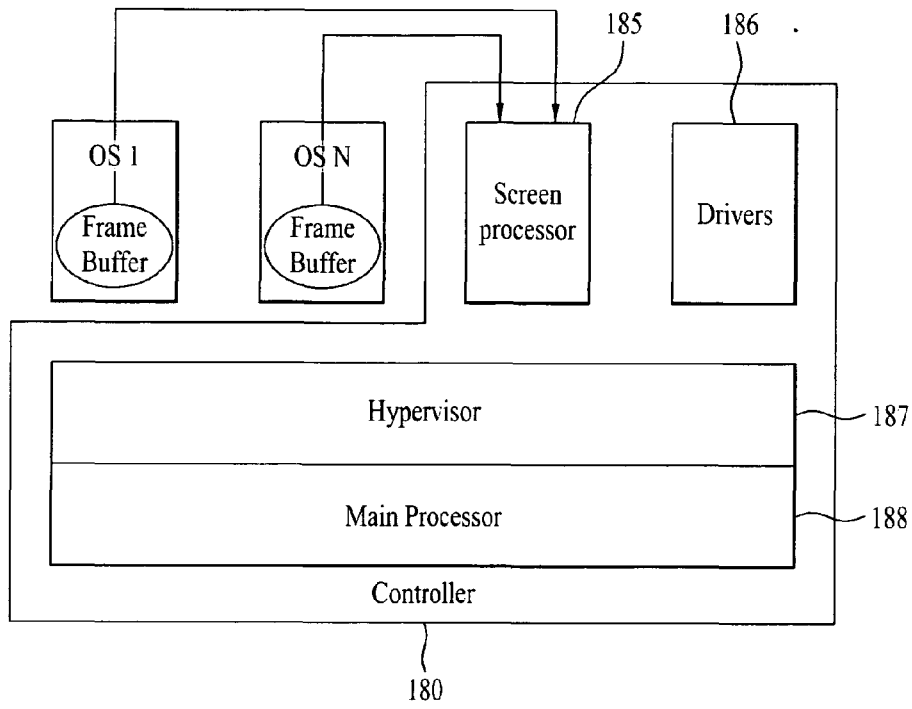 185
186
OS 1
OS N
Frame
Buffer
Frame
Buffer
Screen
processor
Drivers
Hypervisor
187
Main Processor
188
Controller
180